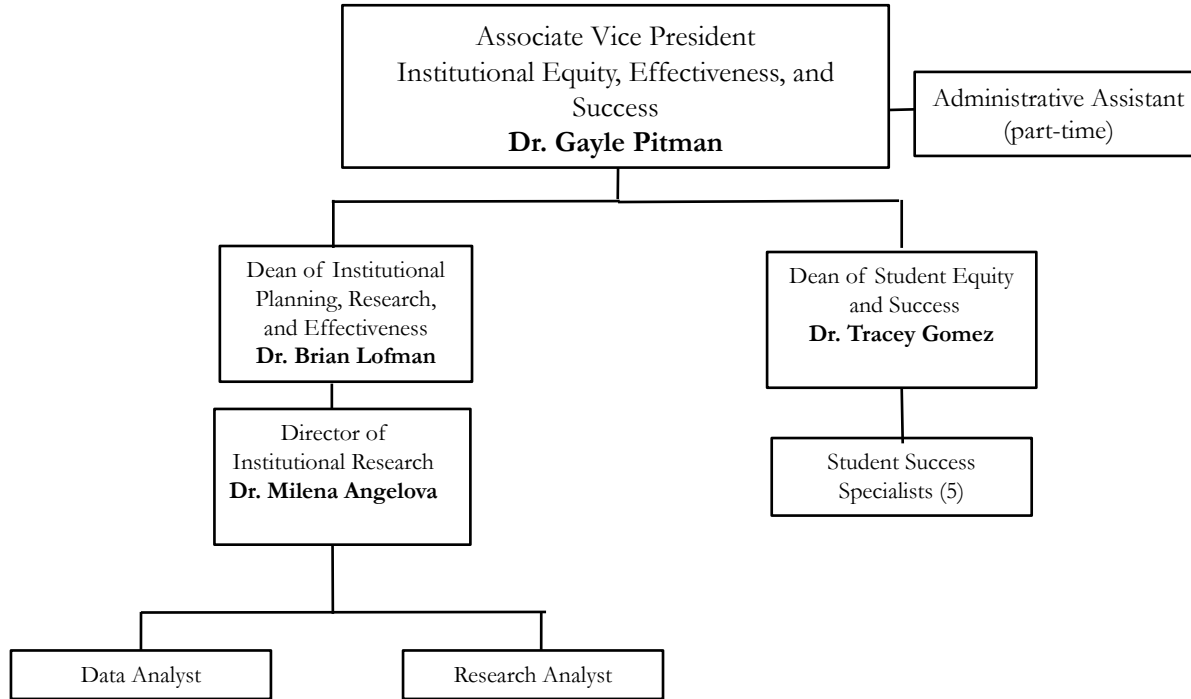 Associate Vice President
Institutional Equity, Effectiveness, and
Success
Dr. Gayle Pitman
Administrative Assistant
(part-time)
Dean of Institutional
Planning, Research,
and Effectiveness
Dr. Brian Lofman
Dean of Student Equity
and Success
Dr. Tracey Gomez
Director of
Institutional Research
Dr. Milena Angelova
Student Success
Specialists (5)
Data Analyst
Research Analyst